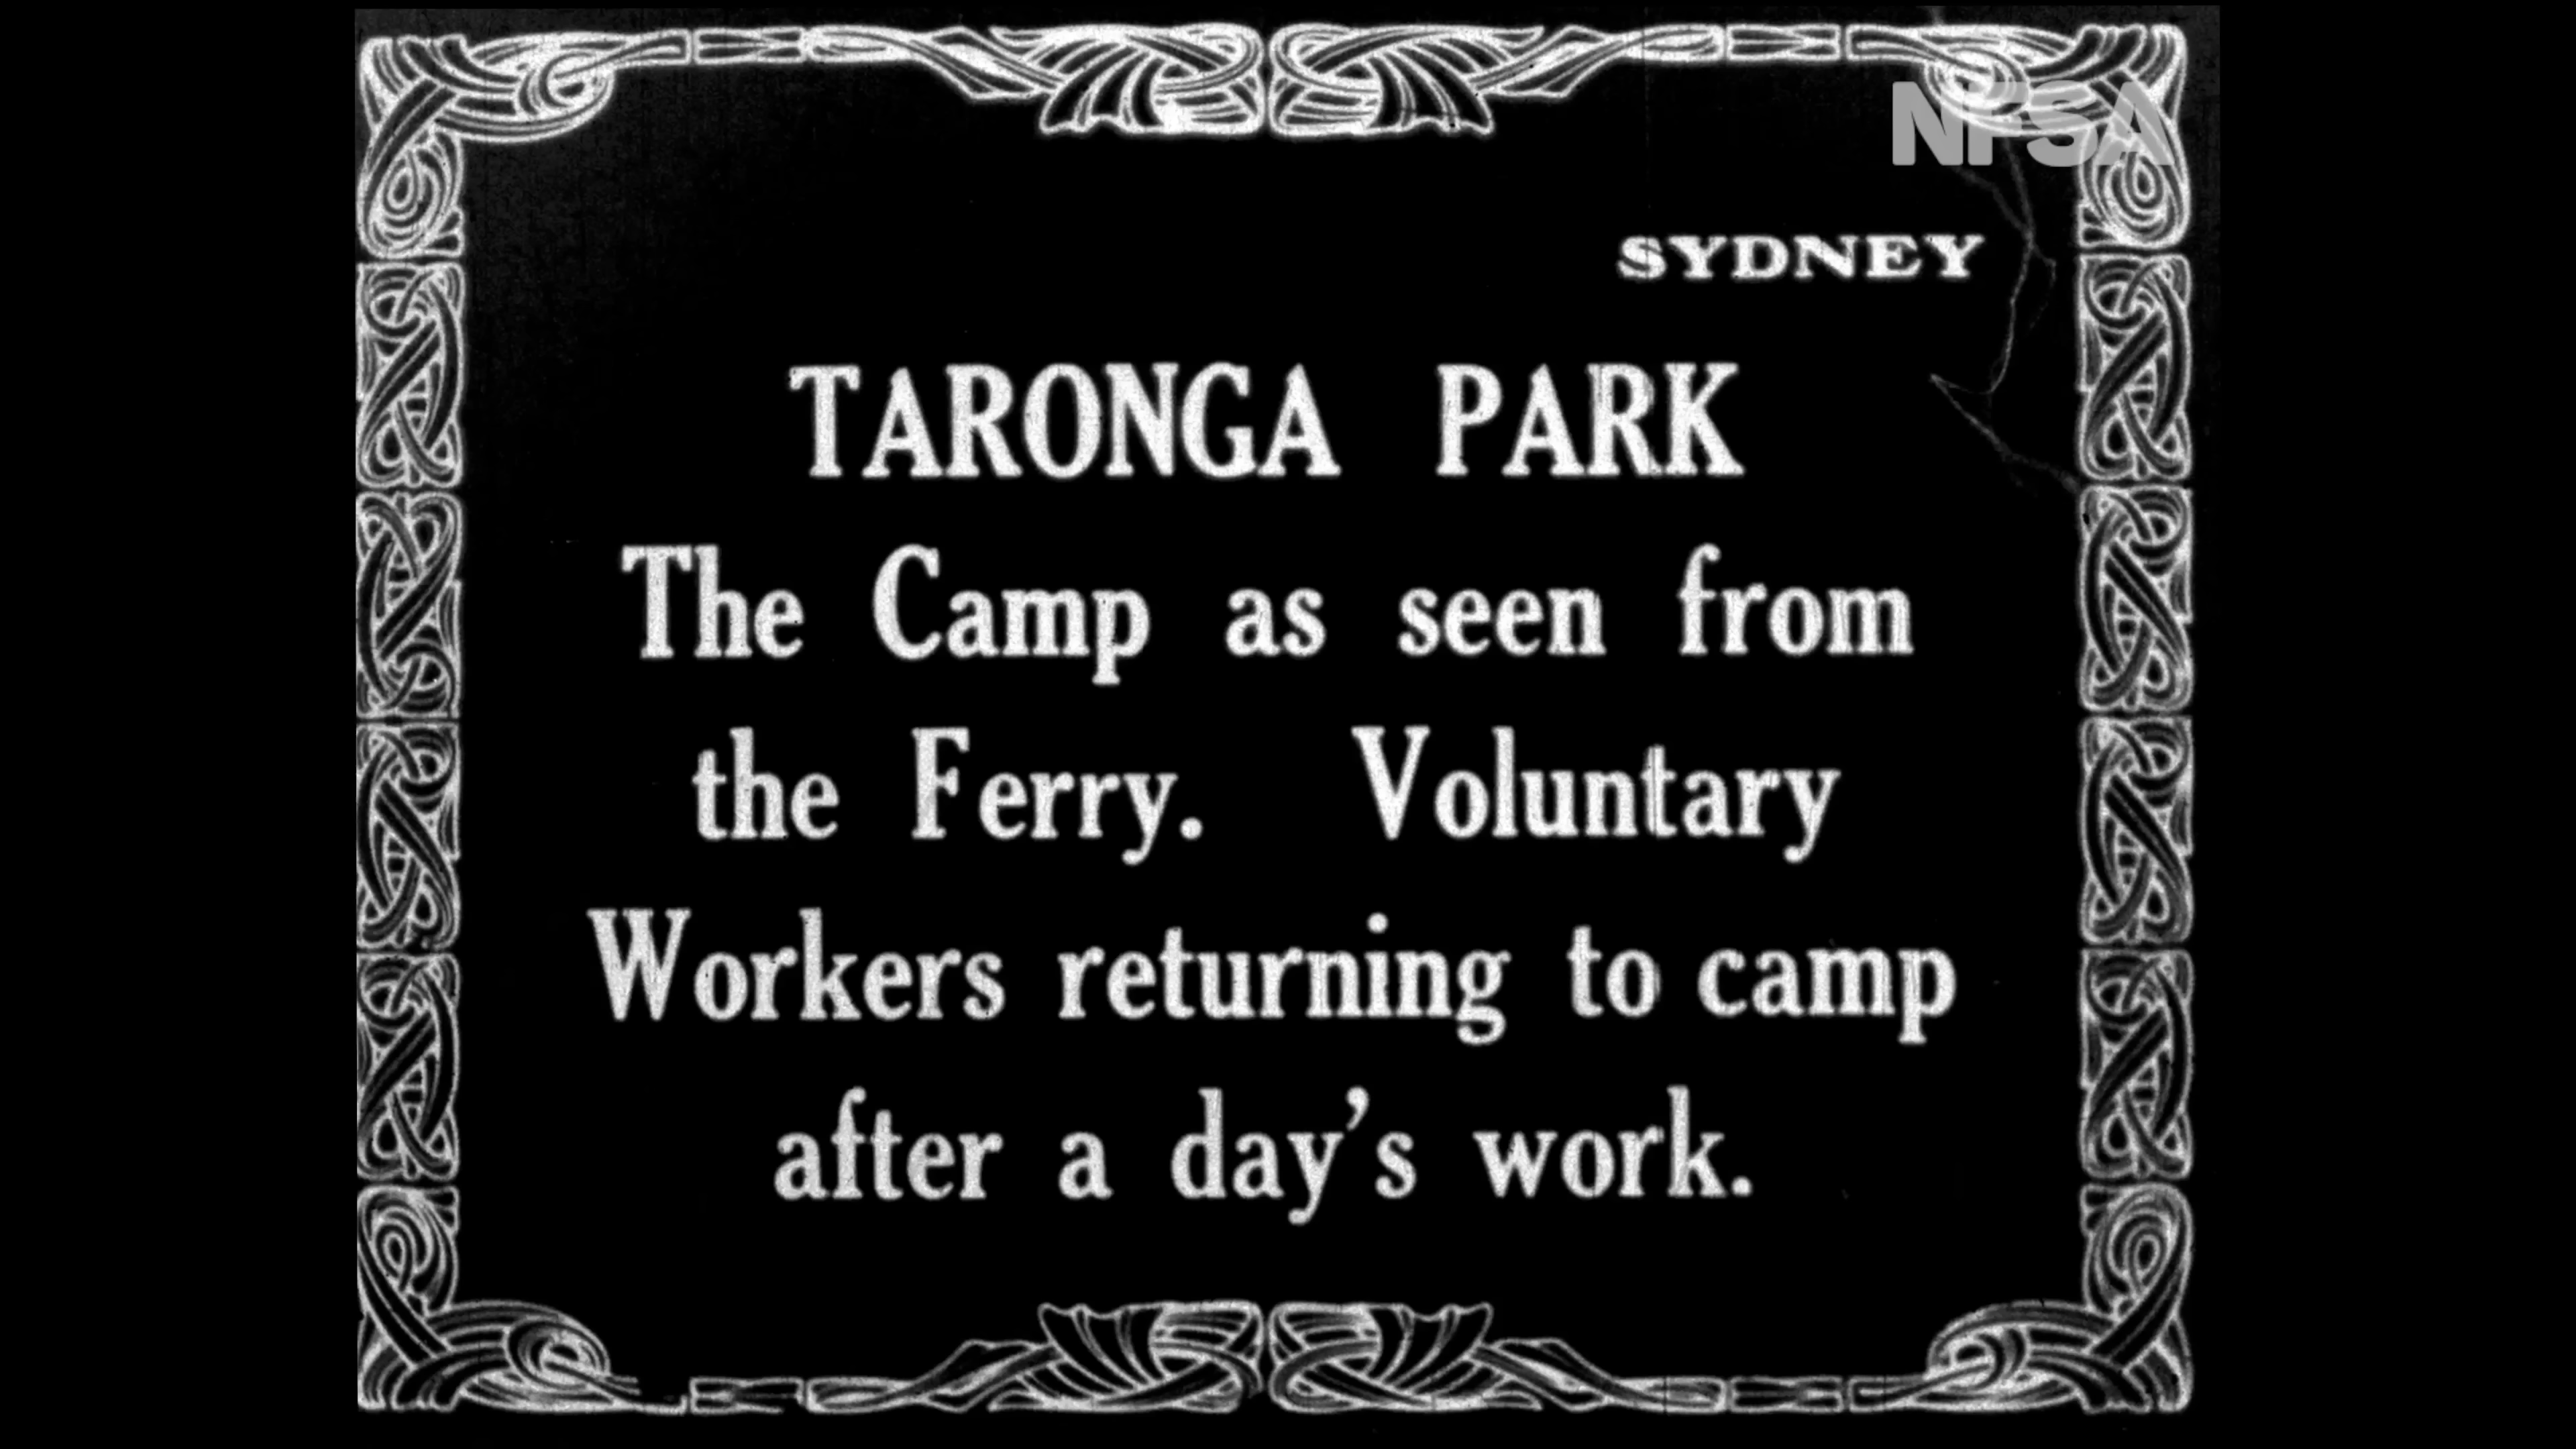 NFSA
SYDNEY
TARONGA PARK
The Camp as seen from
the Ferry. Voluntary
Workers returning to camp
after a day's work.